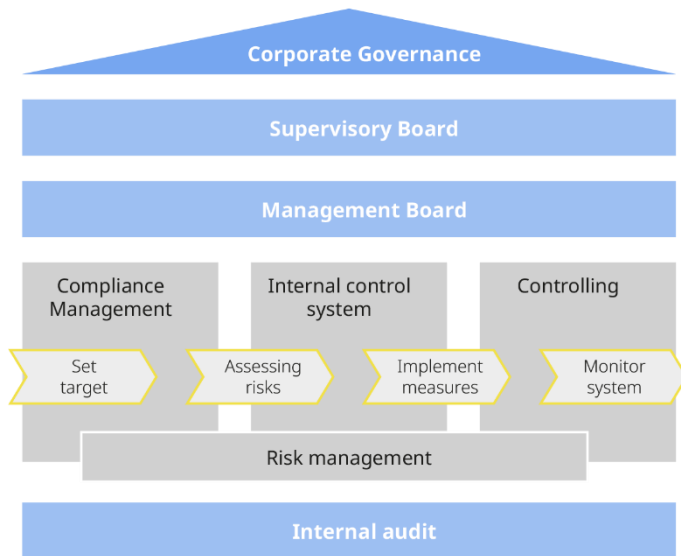 Corporate Governance
Supervisory Board
Management Board
Compliance
Management
Internal control
system
Controlling
Set
target
Assessing
risks
Implement
measures
Monitor
system
Risk management
Internal audit